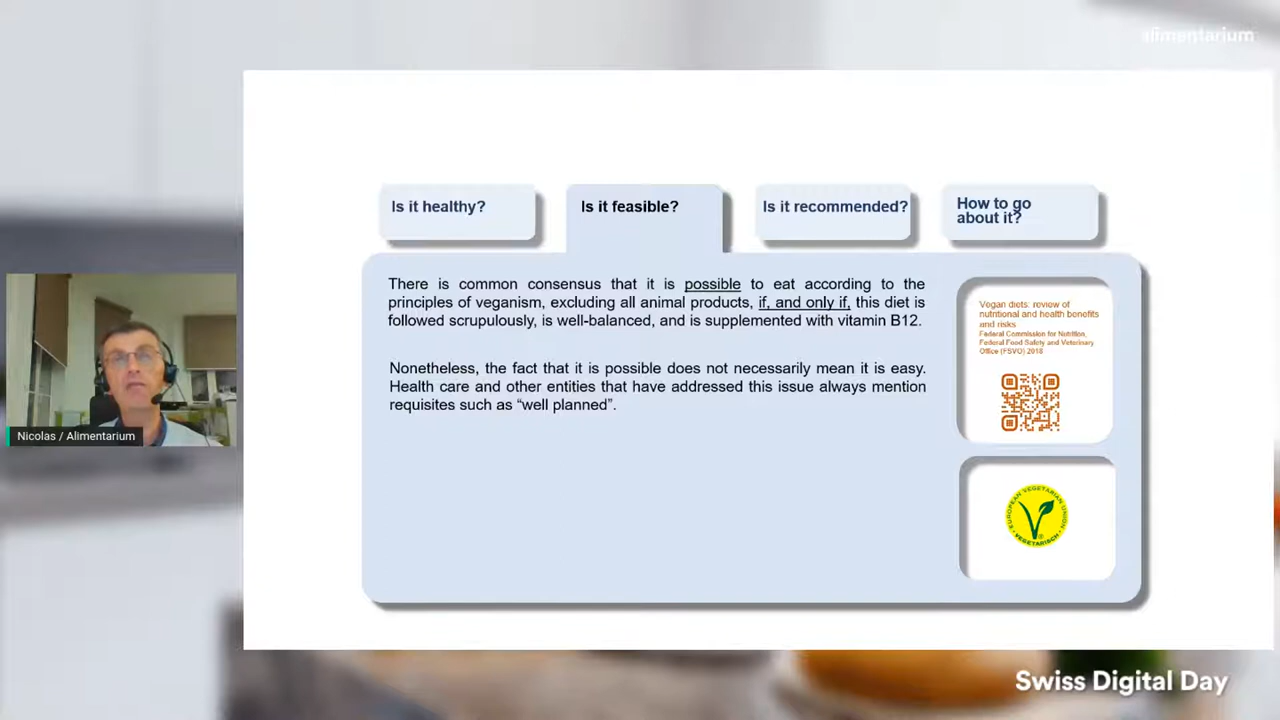 alimentarium
Is it healthy?
Is it feasible?
Is it recommended?
How to go
about it?
There is common consensus that it is possible to eat according to the
principles of veganism, excluding all animal products, if, and only if, this diet is
followed scrupulously, is well-balanced, and is supplemented with vitamin B12.
Nonetheless, the fact that it is possible does not necessarily mean it is easy.
Health care and other entities that have addressed this issue always mention
requisites such as “well planned”.
Vegan diets: review of
nutritional and health benefits
and risks
Federal Commission for Nutrition,
Federal Food Safety and Veterinary
Office (FSVO) 2018
EUROPEAN VEGETARIAN UNION
VEGETARISCH
®
Nicolas / Alimentarium
Swiss Digital Day